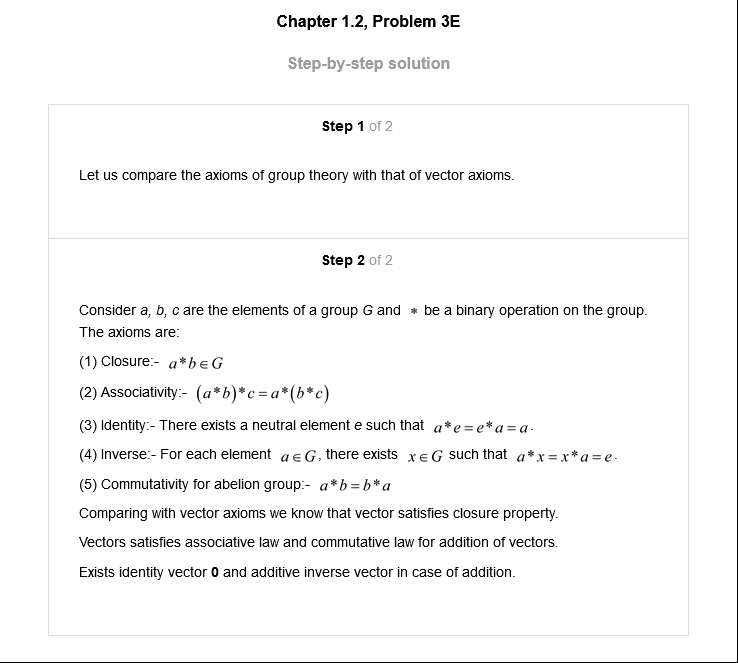 Chapter 1.2, Problem 3E
Step-by-step solution
Step 1 of 2
Let us compare the axioms of group theory with that of vector axioms.
Step 2 of 2
Consider a, b, c are the elements of a group G and * be a binary operation on the group.
The axioms are:
(1) Closure:- a*b∈G
(2) Associativity:- (a*b)*c=a*(b*c)
(3) Identity:- There exists a neutral element e such that a*e=e*a=a.
(4) Inverse:- For each element a∈G, there exists x∈G such that a*x=x*a=e.
(5) Commutativity for abelion group:- a*b=b*a
Comparing with vector axioms we know that vector satisfies closure property.
Vectors satisfies associative law and commutative law for addition of vectors.
Exists identity vector 0 and additive inverse vector in case of addition.